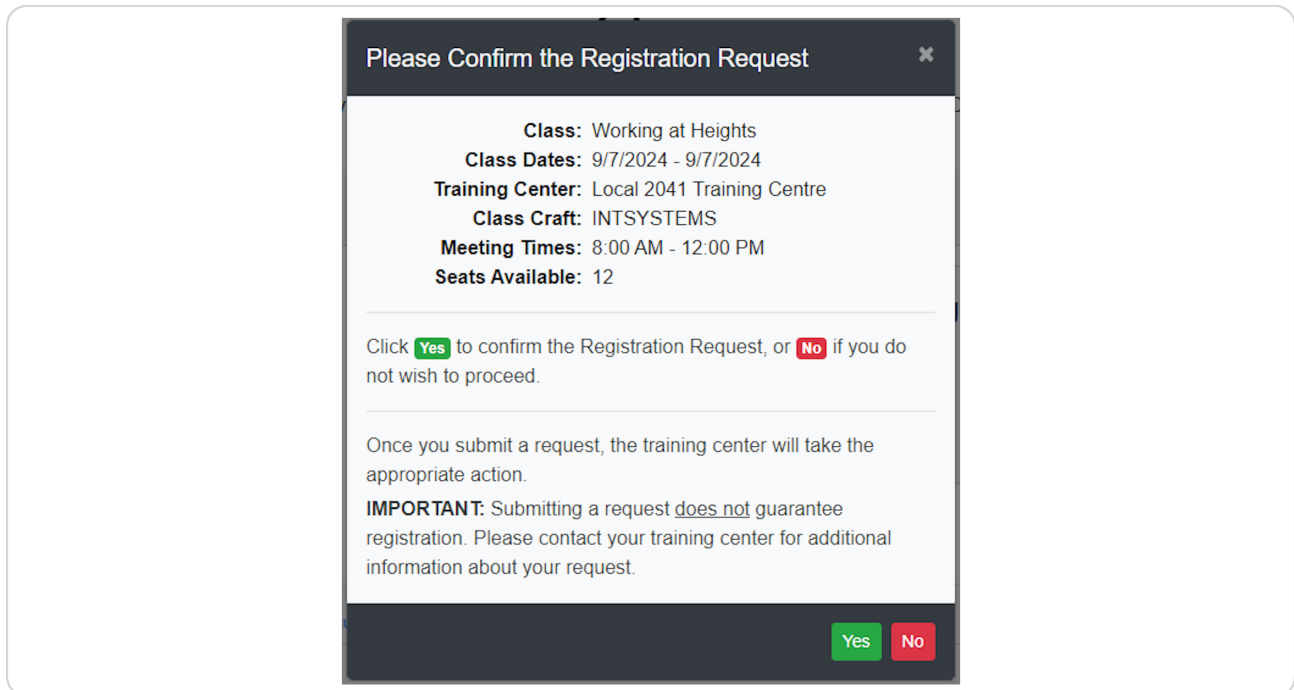 Please Confirm the Registration Request ×
Class: Working at Heights
Class Dates: 9/7/2024 - 9/7/2024
Training Center: Local 2041 Training Centre
Class Craft: INTSYSTEMS
Meeting Times: 8:00 AM - 12:00 PM
Seats Available: 12
Click Yes to confirm the Registration Request, or No if you do
not wish to proceed.
Once you submit a request, the training center will take the
appropriate action.
IMPORTANT: Submitting a request does not guarantee
registration. Please contact your training center for additional
information about your request.
Yes No